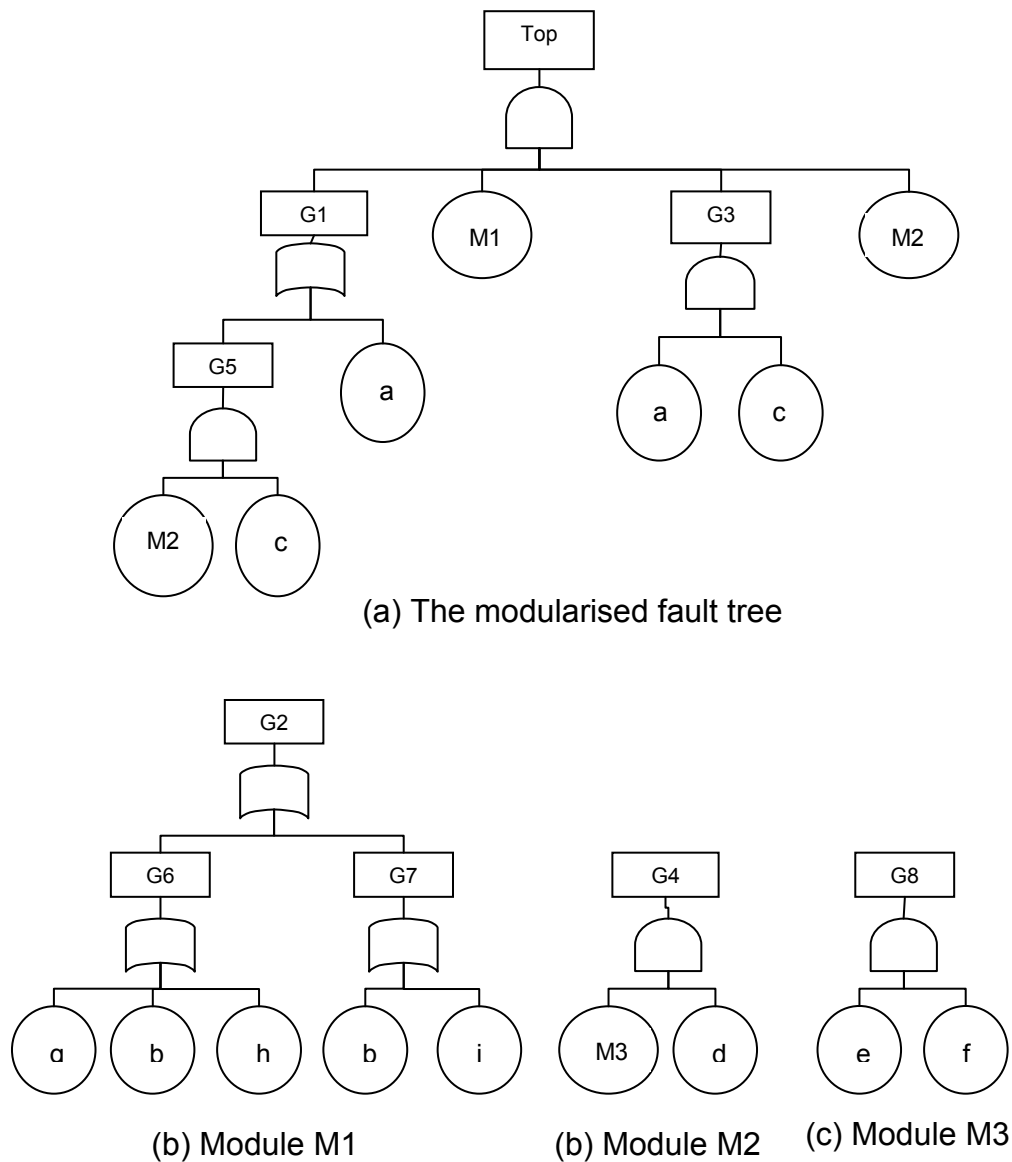 Top
G1
M1
G3
M2
G5
a
a
c
M2
c
(a) The modularised fault tree
G2
G6
G7
G4
G8
g
b
h
b
i
M3
d
e
f
(b) Module M1
(b) Module M2
(c) Module M3